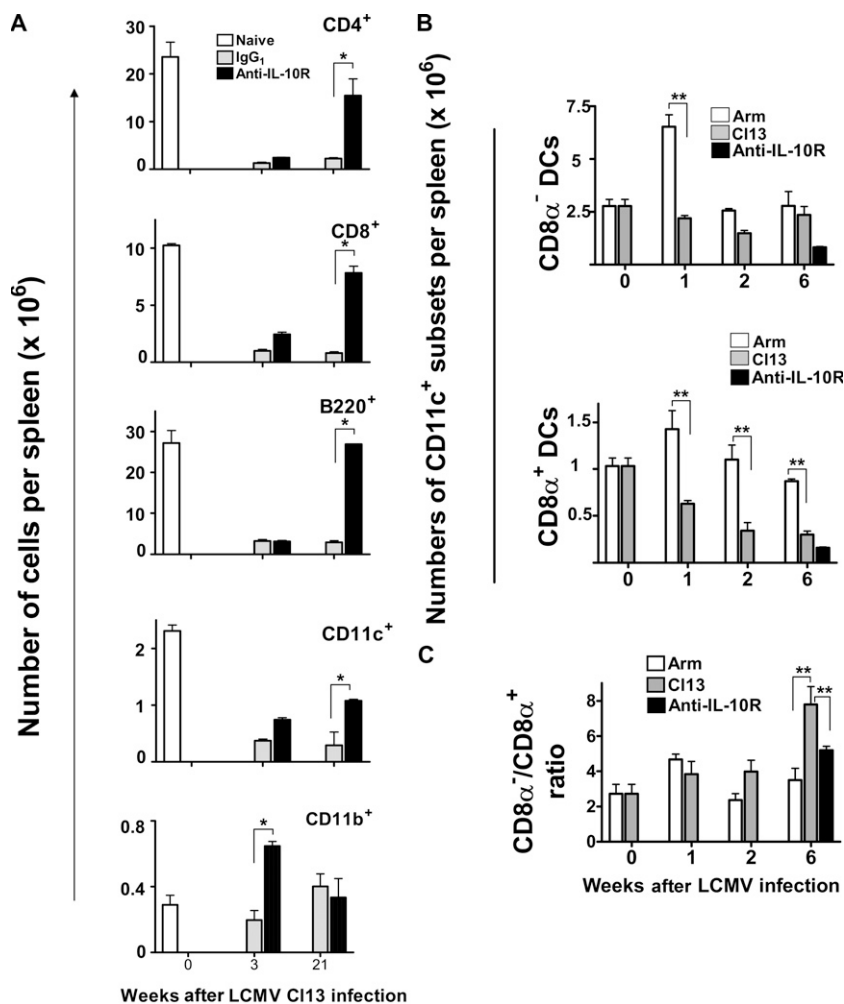 A
Number of cells per spleen (x 10⁶)
CD4⁺
Naive
IgG₁
Anti-IL-10R
*
30
20
10
0
CD8⁺
*
10
5
0
B220⁺
*
30
20
10
0
CD11c⁺
*
2
1
0
CD11b⁺
*
0.8
0.4
0
0 3 21
Weeks after LCMV Cl13 infection
B
Numbers of CD11c⁺ subsets per spleen (x 10⁶)
CD8α⁻ DCs
Arm
Cl13
Anti-IL-10R
**
7.5
5
2.5
0 1 2 6
CD8α⁺ DCs
Arm
Cl13
Anti-IL-10R
** ** **
1.5
1
0.5
0 1 2 6
C
CD8α⁻/CD8α⁺
ratio
Arm
Cl13
Anti-IL-10R
** **
8
6
4
2
0
0 1 2 6
Weeks after LCMV infection